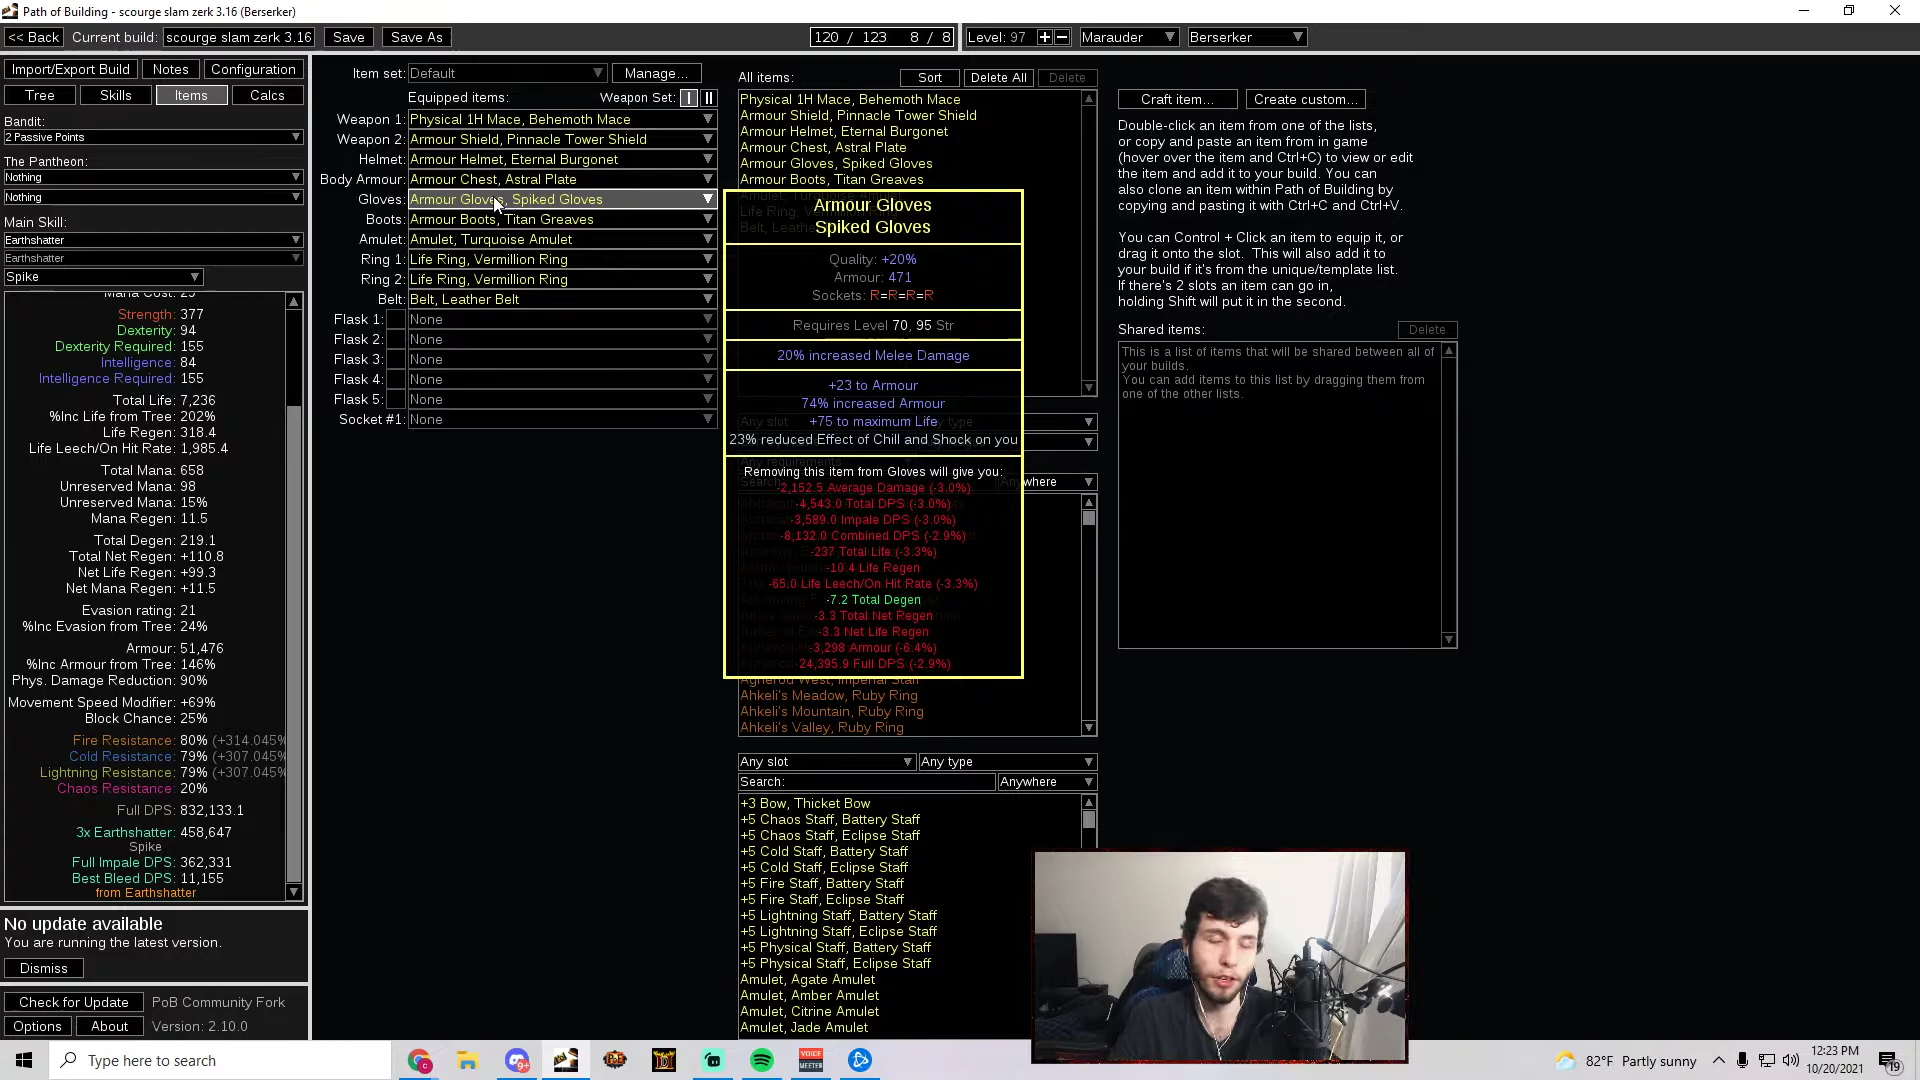 Path of Building - scourge slam zerk 3.16 (Berserker)
<< Back Current build: scourge slam zerk 3.16 Save Save As 120 / 123 8 / 8 Level: 97 Marauder Berserker
Import/Export Build Notes Configuration
Tree Skills Items Calcs
Bandit:
2 Passive Points
The Pantheon:
Nothing
Nothing
Main Skill:
Earthshatter
Earthshatter
Spike
Mana Cost: 25
Strength: 377
Dexterity: 94
Dexterity Required: 155
Intelligence: 84
Intelligence Required: 155
Total Life: 7,236
%Inc Life from Tree: 202%
Life Regen: 318.4
Life Leech/On Hit Rate: 1,985.4
Total Mana: 658
Unreserved Mana: 98
Unreserved Mana: 15%
Mana Regen: 11.5
Total Degen: 219.1
Total Net Regen: +110.8
Net Life Regen: +99.3
Net Mana Regen: +11.5
Evasion rating: 21
%Inc Evasion from Tree: 24%
Armour: 51,476
%Inc Armour from Tree: 146%
Phys. Damage Reduction: 90%
Movement Speed Modifier: +69%
Block Chance: 25%
Fire Resistance: 80% (+314.045%
Cold Resistance: 79% (+307.045%
Lightning Resistance: 79% (+307.045%
Chaos Resistance: 20%
Full DPS: 832,133.1
3x Earthshatter: 458,647
Spike
Full Impale DPS: 362,331
Best Bleed DPS: 11,155
from Earthshatter
No update available
You are running the latest version.
Dismiss
Check for Update PoB Community Fork
Options About Version: 2.10.0
Item set: Default Manage...
Equipped items: Weapon Set: I II
Weapon 1: Physical 1H Mace, Behemoth Mace
Weapon 2: Armour Shield, Pinnacle Tower Shield
Helmet: Armour Helmet, Eternal Burgonet
Body Armour: Armour Chest, Astral Plate
Gloves: Armour Gloves, Spiked Gloves
Boots: Armour Boots, Titan Greaves
Amulet: Amulet, Turquoise Amulet
Ring 1: Life Ring, Vermillion Ring
Ring 2: Life Ring, Vermillion Ring
Belt: Belt, Leather Belt
Flask 1: None
Flask 2: None
Flask 3: None
Flask 4: None
Flask 5: None
Socket #1: None
All items: Sort Delete All Delete
Physical 1H Mace, Behemoth Mace
Armour Shield, Pinnacle Tower Shield
Armour Helmet, Eternal Burgonet
Armour Chest, Astral Plate
Armour Gloves, Spiked Gloves
Armour Boots, Titan Greaves
Armour Gloves
Spiked Gloves
Quality: +20%
Armour: 471
Sockets: R=R=R=R
Requires Level 70, 95 Str
20% increased Melee Damage
+23 to Armour
74% increased Armour
+75 to maximum Life
23% reduced Effect of Chill and Shock on you
Removing this item from Gloves will give you:
-2,152.5 Average Damage (-3.0%)
-4,543.0 Total DPS (-3.0%)
-3,589.0 Impale DPS (-3.0%)
-8,132.0 Combined DPS (-2.9%)
-237 Total Life (-3.3%)
-10.4 Life Regen
-65.0 Life Leech/On Hit Rate (-3.3%)
-7.2 Total Degen
-3.3 Total Net Regen
-3.3 Net Life Regen
-3,298 Armour (-6.4%)
-24,395.9 Full DPS (-2.9%)
Any slot type
Search: Anywhere
Agnerod West, Imperial Staff
Ahkeli's Meadow, Ruby Ring
Ahkeli's Mountain, Ruby Ring
Ahkeli's Valley, Ruby Ring
Any slot Any type
Search: Anywhere
+3 Bow, Thicket Bow
+5 Chaos Staff, Battery Staff
+5 Chaos Staff, Eclipse Staff
+5 Cold Staff, Battery Staff
+5 Cold Staff, Eclipse Staff
+5 Fire Staff, Battery Staff
+5 Fire Staff, Eclipse Staff
+5 Lightning Staff, Battery Staff
+5 Lightning Staff, Eclipse Staff
+5 Physical Staff, Battery Staff
+5 Physical Staff, Eclipse Staff
Amulet, Agate Amulet
Amulet, Amber Amulet
Amulet, Citrine Amulet
Amulet, Jade Amulet
Craft item... Create custom...
Double-click an item from one of the lists,
or copy and paste an item from in game
(hover over the item and Ctrl+C) to view or edit
the item and add it to your build. You can
also clone an item within Path of Building by
copying and pasting it with Ctrl+C and Ctrl+V.
You can Control + Click an item to equip it, or
drag it onto the slot. This will also add it to
your build if it's from the unique/template list.
If there's 2 slots an item can go in,
holding Shift will put it in the second.
Shared items: Delete
This is a list of items that will be shared between all of
your builds.
You can add items to this list by dragging them from
one of the other lists.
Type here to search
VOICE
MEETER
82°F Partly sunny
12:23 PM
10/20/2021
19